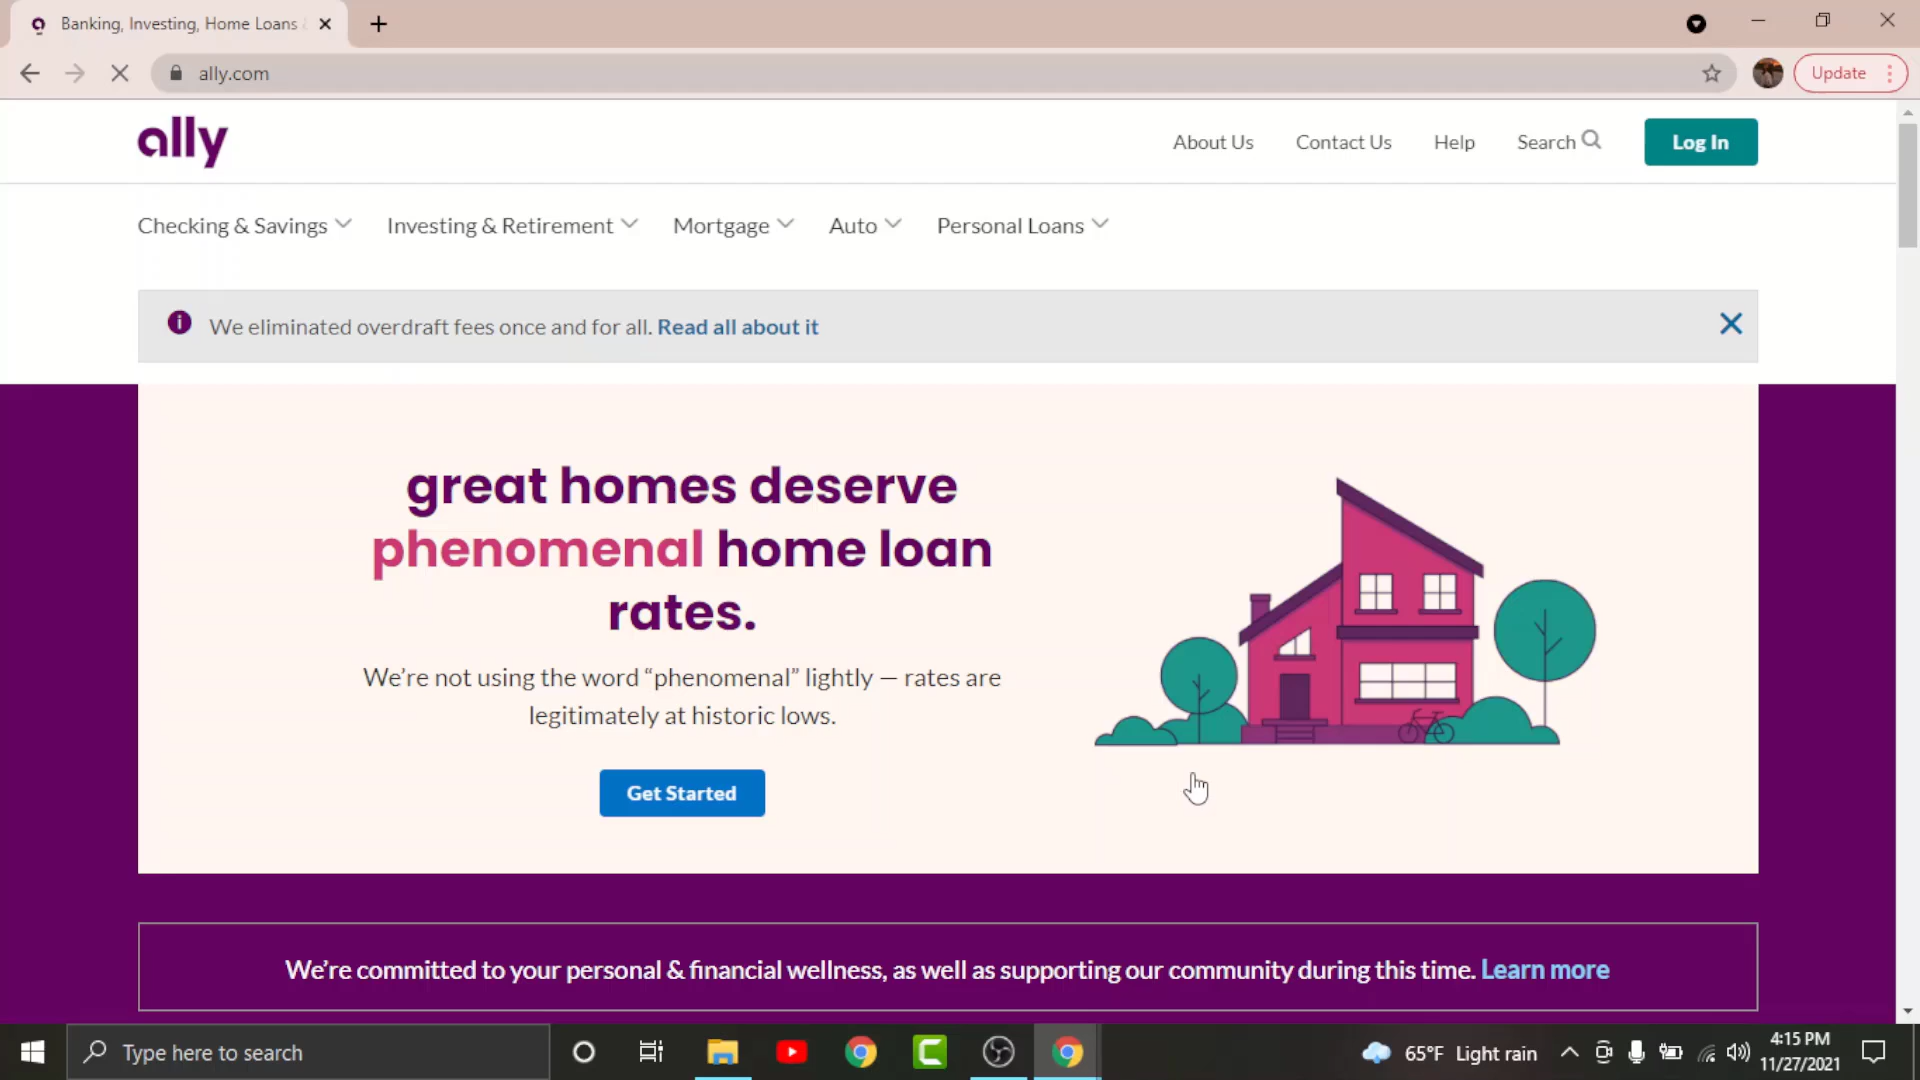 Banking, Investing, Home Loans
ally.com
Update
ally
About Us
Contact Us
Help
Search
Log In
Checking & Savings
Investing & Retirement
Mortgage
Auto
Personal Loans
We eliminated overdraft fees once and for all. Read all about it
great homes deserve
phenomenal home loan
rates.
We’re not using the word “phenomenal” lightly — rates are
legitimately at historic lows.
Get Started
We’re committed to your personal & financial wellness, as well as supporting our community during this time. Learn more
Type here to search
65°F Light rain
4:15 PM
11/27/2021